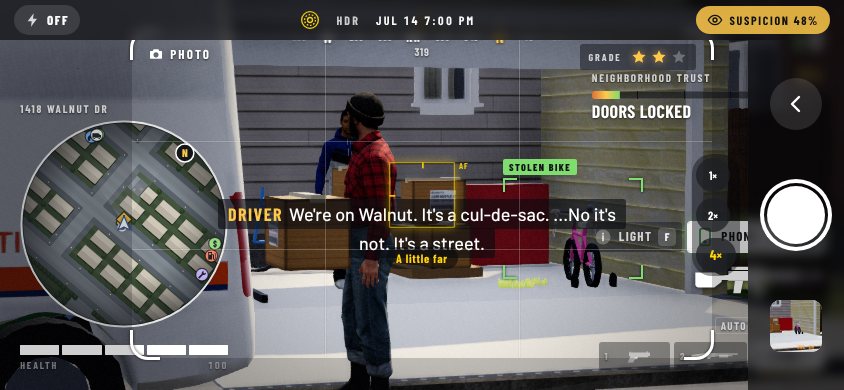 OFF
HDR JUL 14 7:00 PM
SUSPICION 48%
PHOTO
319
GRADE
NEIGHBORHOOD TRUST
DOORS LOCKED
1418 WALNUT DR
N
AF
STOLEN BIKE
1×
2×
DRIVER We're on Walnut. It's a cul-de-sac. ...No it's
not. It's a street.
i LIGHT F
A little far
4×
$
AUTO
1
HEALTH 100